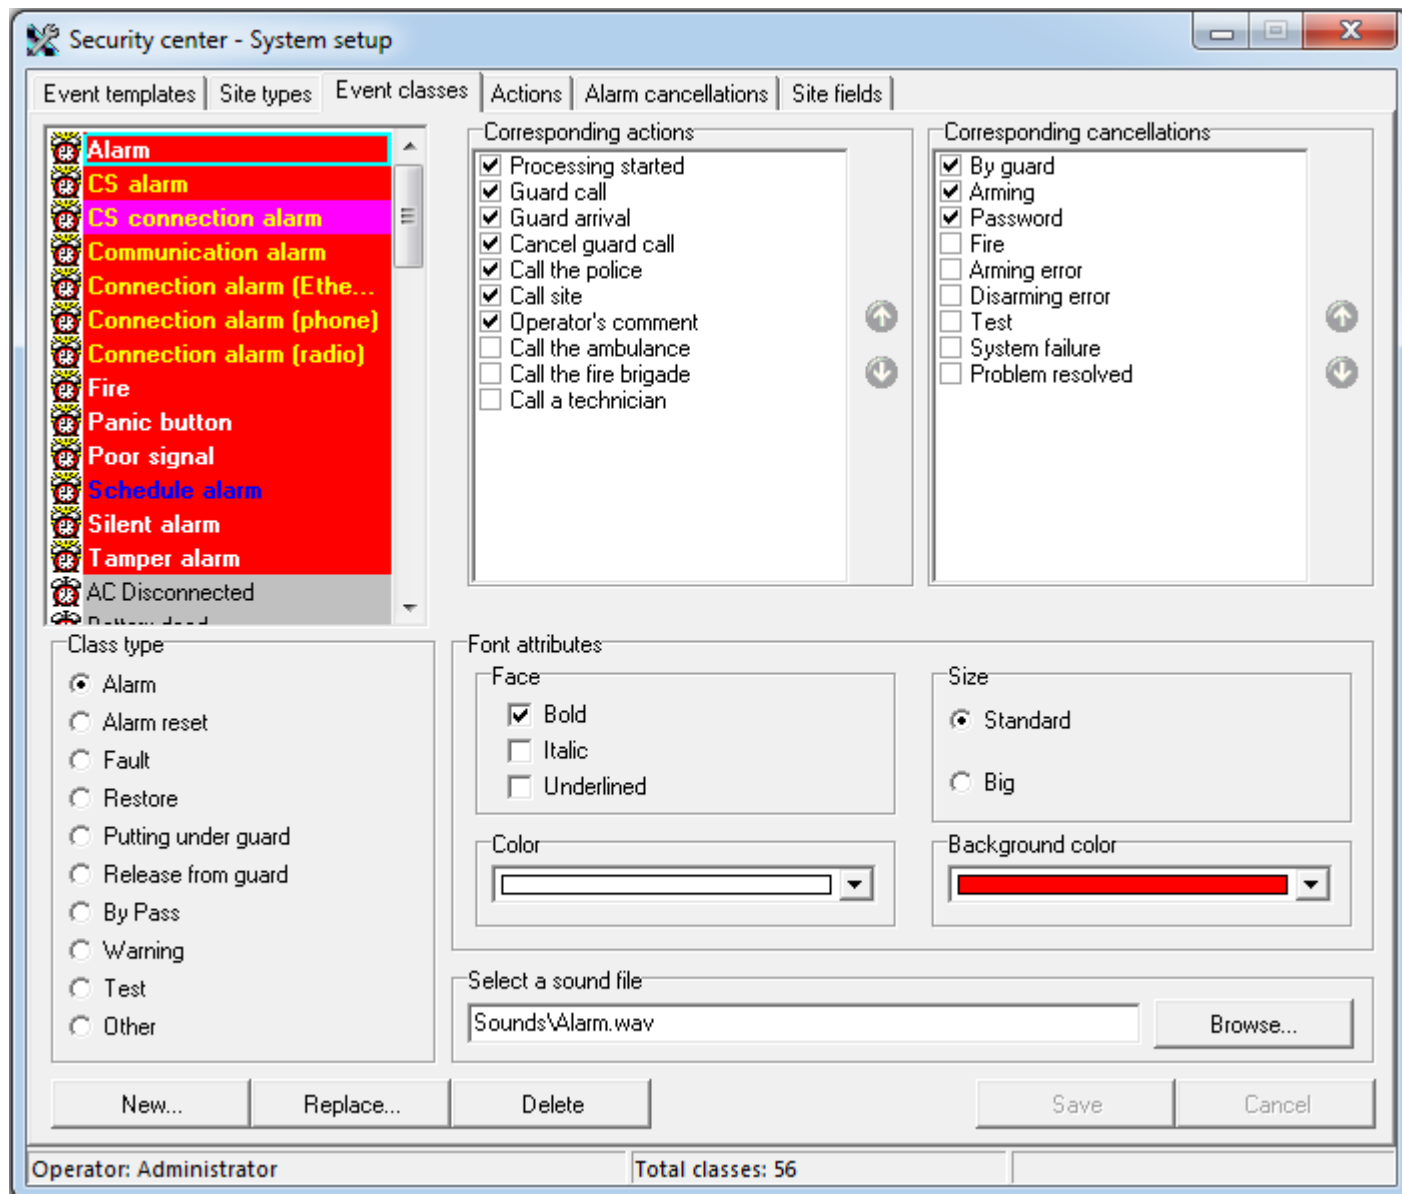 Security center - System setup
Event templates
Site types
Event classes
Actions
Alarm cancellations
Site fields
Alarm
CS alarm
CS connection alarm
Communication alarm
Connection alarm (Ethe...
Connection alarm (phone)
Connection alarm (radio)
Fire
Panic button
Poor signal
Schedule alarm
Silent alarm
Tamper alarm
AC Disconnected
Corresponding actions
Processing started
Guard call
Guard arrival
Cancel guard call
Call the police
Call site
Operator's comment
Call the ambulance
Call the fire brigade
Call a technician
Corresponding cancellations
By guard
Arming
Password
Fire
Arming error
Disarming error
Test
System failure
Problem resolved
Class type
Alarm
Alarm reset
Fault
Restore
Putting under guard
Release from guard
By Pass
Warning
Test
Other
Font attributes
Face
Bold
Italic
Underlined
Size
Standard
Big
Color
Background color
Select a sound file
Sounds\Alarm.wav
Browse...
New...
Replace...
Delete
Save
Cancel
Operator: Administrator
Total classes: 56